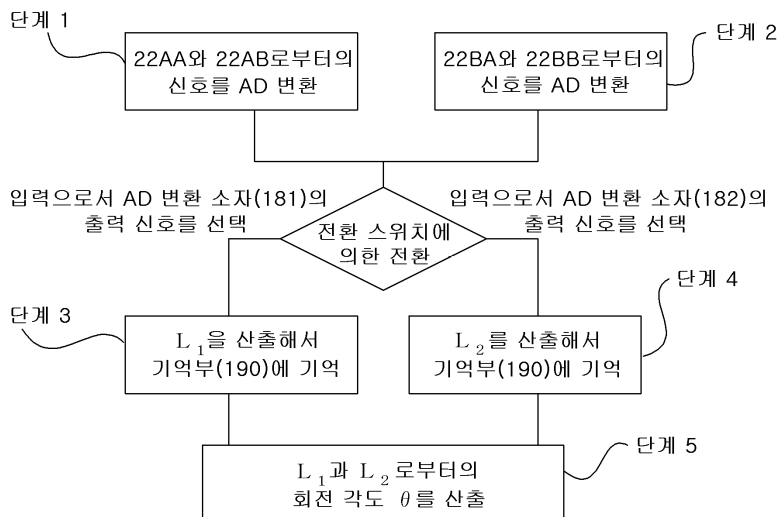 단계 1
22AA와 22AB로부터의
신호를 AD 변환
22BA와 22BB로부터의
신호를 AD 변환
단계 2
입력으로서 AD 변환 소자(181)의
출력 신호를 선택
입력으로서 AD 변환 소자(182)의
출력 신호를 선택
전환 스위치에
의한 전환
단계 3
L₁을 산출해서
기억부(190)에 기억
L₂를 산출해서
기억부(190)에 기억
단계 4
L₁과 L₂로부터의
회전 각도 θ를 산출
단계 5